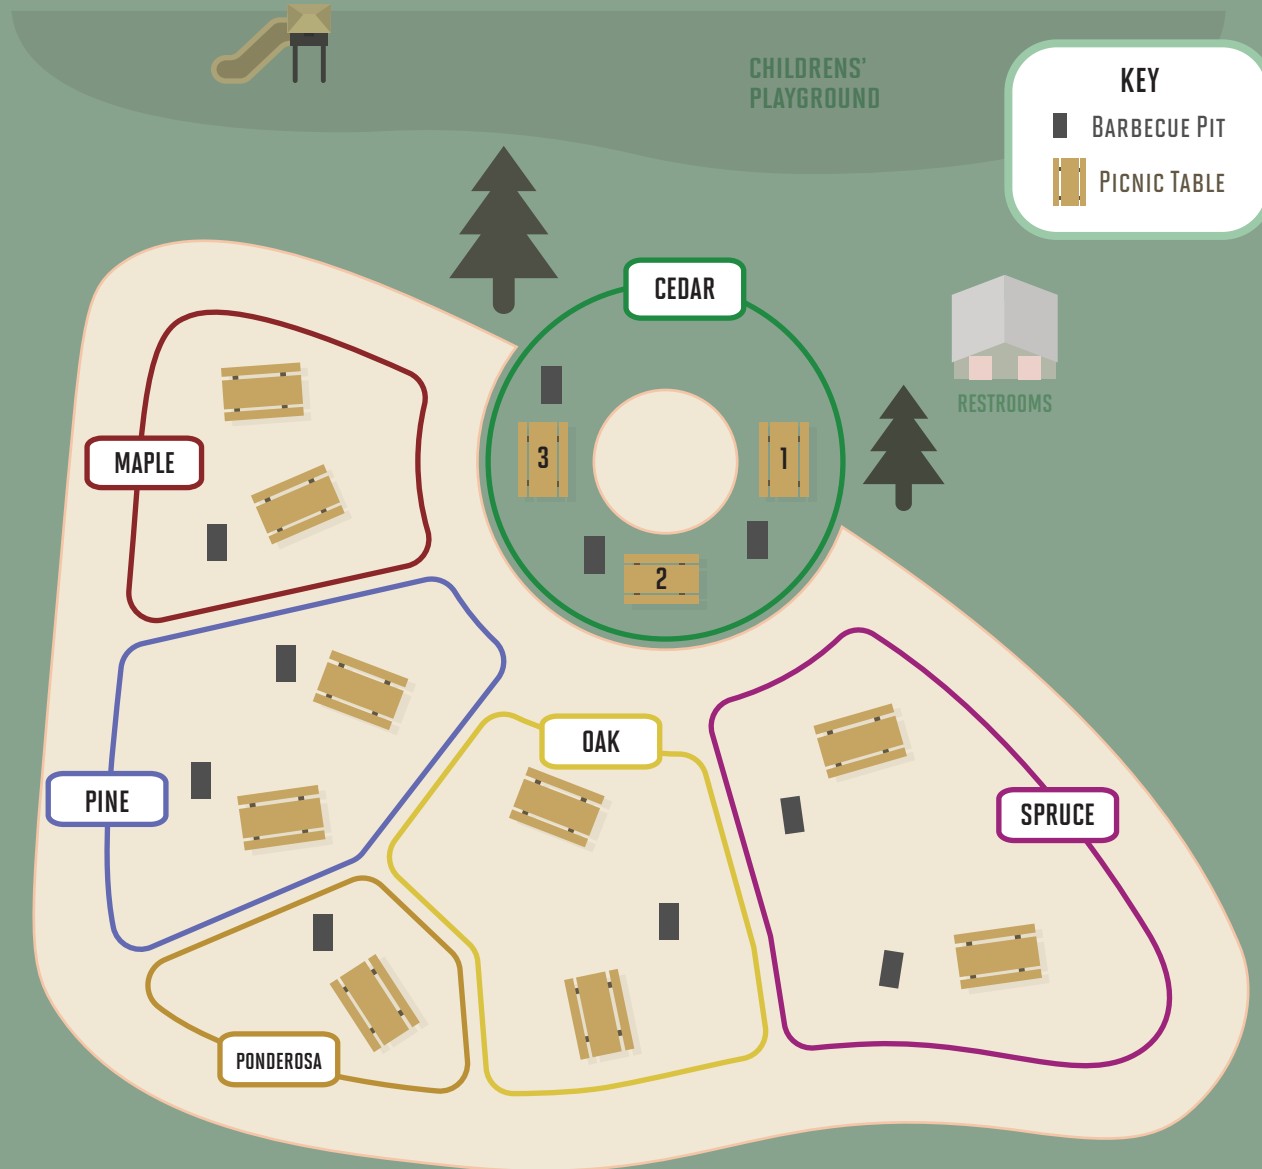 CHILDRENS'
PLAYGROUND
KEY
BARBECUE PIT
PICNIC TABLE
CEDAR
RESTROOMS
MAPLE
3
1
2
OAK
PINE
SPRUCE
PONDEROSA